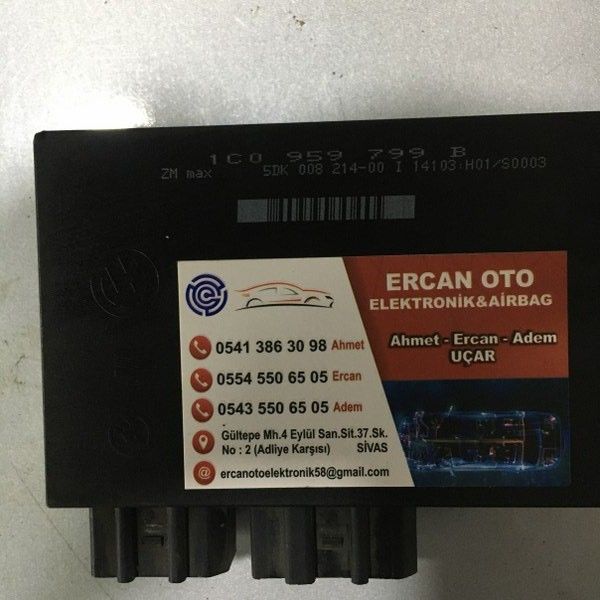 1C0 959 799 B
ZM max
5DK 008 214-00 I 14103:H01/S0003
ERCAN OTO
ELEKTRONİK&AİRBAG
Ahmet - Ercan - Adem
UÇAR
0541 386 30 98 Ahmet
0554 550 65 05 Ercan
0543 550 65 05 Adem
Gültepe Mh.4 Eylül San.Sit.37.Sk.
No : 2 (Adliye Karşısı) SİVAS
@ ercanotoelektronik58@gmail.com